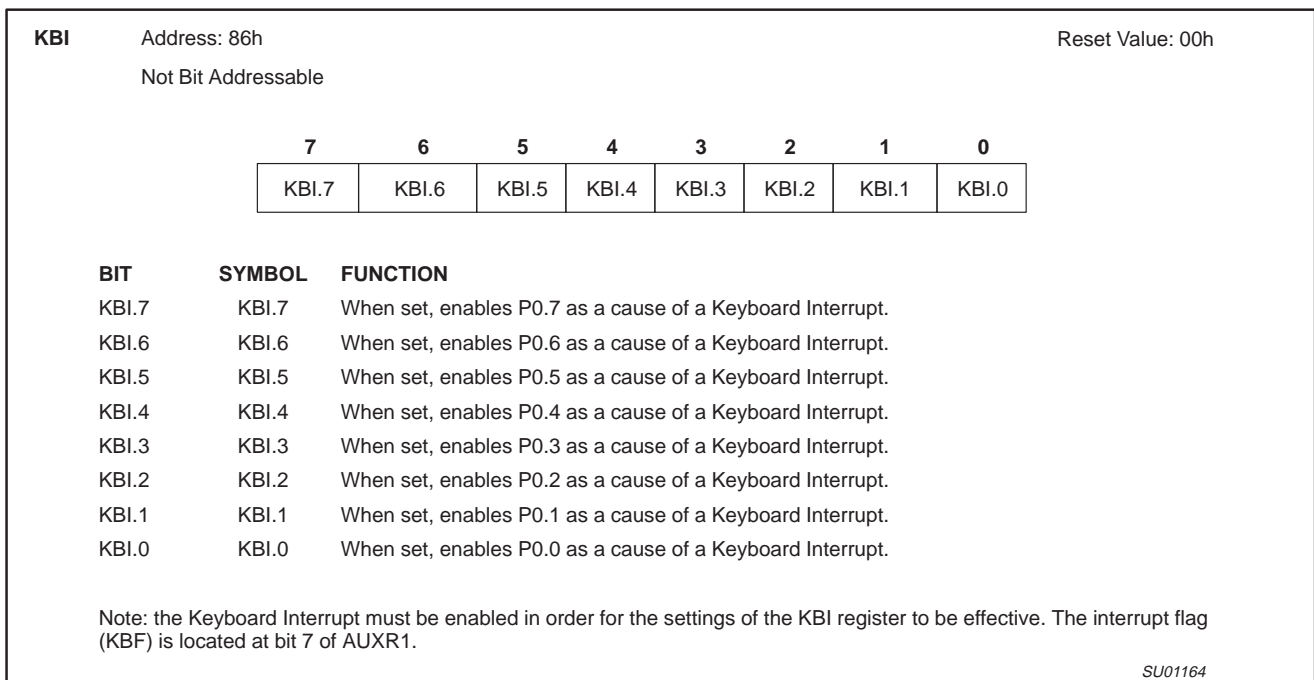 KBI Address: 86h Reset Value: 00h
Not Bit Addressable
7 6 5 4 3 2 1 0
KBI.7 KBI.6 KBI.5 KBI.4 KBI.3 KBI.2 KBI.1 KBI.0
BIT SYMBOL FUNCTION
KBI.7 KBI.7 When set, enables P0.7 as a cause of a Keyboard Interrupt.
KBI.6 KBI.6 When set, enables P0.6 as a cause of a Keyboard Interrupt.
KBI.5 KBI.5 When set, enables P0.5 as a cause of a Keyboard Interrupt.
KBI.4 KBI.4 When set, enables P0.4 as a cause of a Keyboard Interrupt.
KBI.3 KBI.3 When set, enables P0.3 as a cause of a Keyboard Interrupt.
KBI.2 KBI.2 When set, enables P0.2 as a cause of a Keyboard Interrupt.
KBI.1 KBI.1 When set, enables P0.1 as a cause of a Keyboard Interrupt.
KBI.0 KBI.0 When set, enables P0.0 as a cause of a Keyboard Interrupt.
Note: the Keyboard Interrupt must be enabled in order for the settings of the KBI register to be effective. The interrupt flag
(KBF) is located at bit 7 of AUXR1.
SU01164